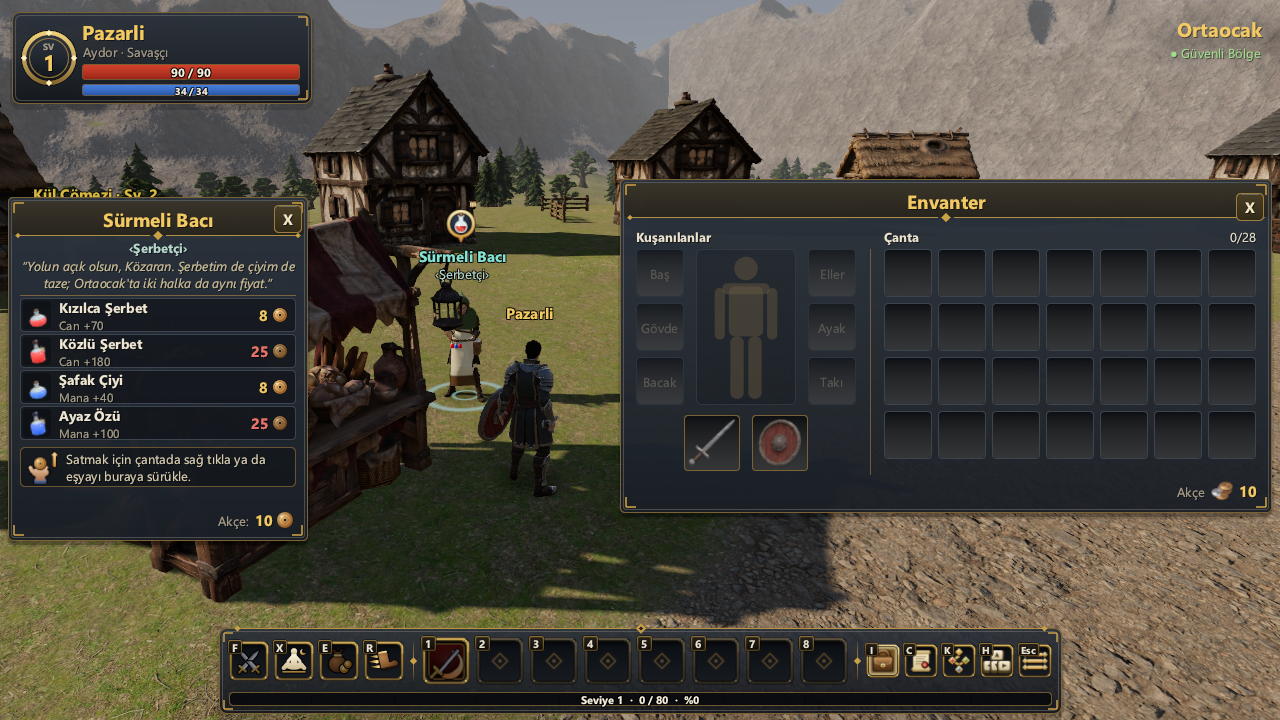 SV
1
Pazarli
Aydor · Savaşçı
90 / 90
34 / 34
Ortaocak
Güvenli Bölge
Kül Cömezi · Sv. 2
Sürmeli Bacı
X
‹Şerbetçi›
"Yolun açık olsun, Közaran. Şerbetim de çiyim de
taze; Ortaocak'ta iki halka da aynı fiyat."
Kızılca Şerbet
8
Can +70
Közlü Şerbet
25
Can +180
Şafak Çiyi
8
Mana +40
Ayaz Özü
25
Mana +100
Satmak için çantada sağ tıkla ya da
eşyayı buraya sürükle.
Akçe: 10
Sürmeli Bacı
‹Şerbetçi›
Pazarli
Envanter
X
Kuşanılanlar
Çanta
0/28
Baş
Eller
Gövde
Ayak
Bacak
Takı
Akçe 10
F X E R 1 2 3 4 5 6 7 8 I C K H Esc
Seviye 1 · 0 / 80 · %0